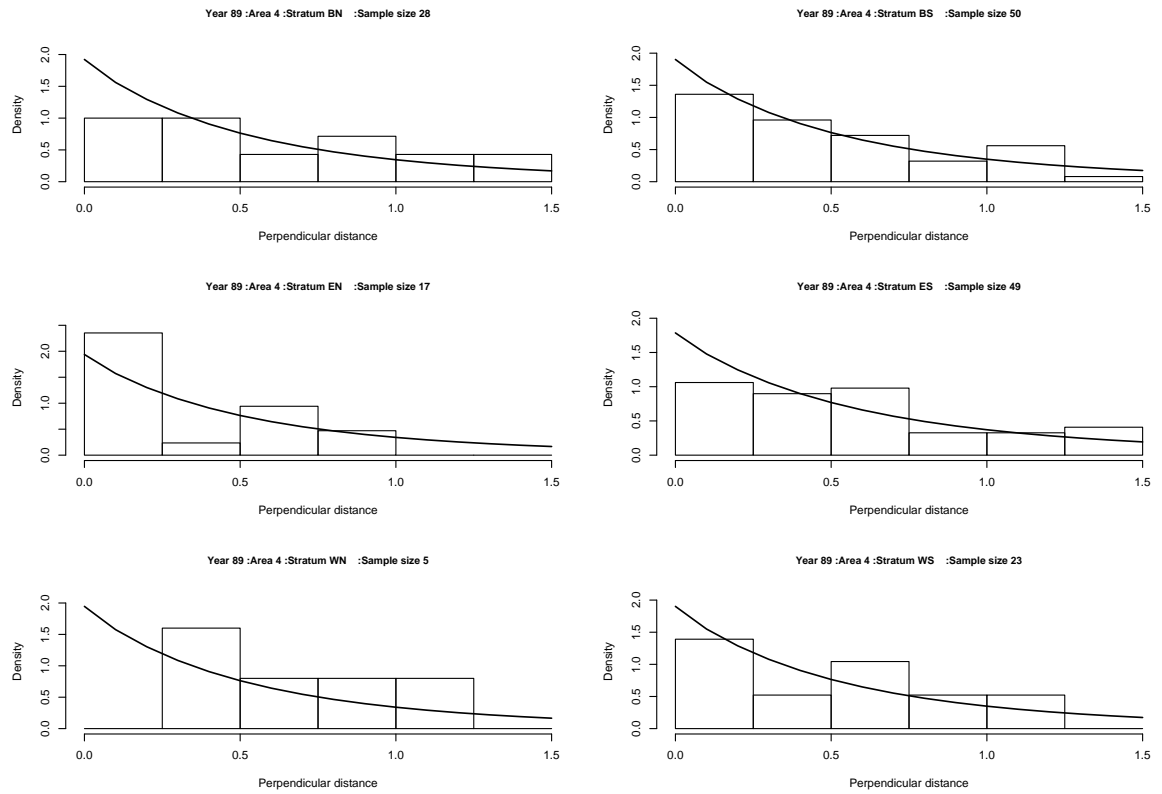 Year 89 :Area 4 :Stratum BN :Sample size 28
Density
0.0 0.5 1.0 1.5 2.0
0.0 0.5 1.0 1.5
Perpendicular distance
Year 89 :Area 4 :Stratum BS :Sample size 50
Density
0.0 0.5 1.0 1.5 2.0
0.0 0.5 1.0 1.5
Perpendicular distance
Year 89 :Area 4 :Stratum EN :Sample size 17
Density
0.0 1.0 2.0
0.0 0.5 1.0 1.5
Perpendicular distance
Year 89 :Area 4 :Stratum ES :Sample size 49
Density
0.0 0.5 1.0 1.5 2.0
0.0 0.5 1.0 1.5
Perpendicular distance
Year 89 :Area 4 :Stratum WN :Sample size 5
Density
0.0 0.5 1.0 1.5 2.0
0.0 0.5 1.0 1.5
Perpendicular distance
Year 89 :Area 4 :Stratum WS :Sample size 23
Density
0.0 0.5 1.0 1.5 2.0
0.0 0.5 1.0 1.5
Perpendicular distance